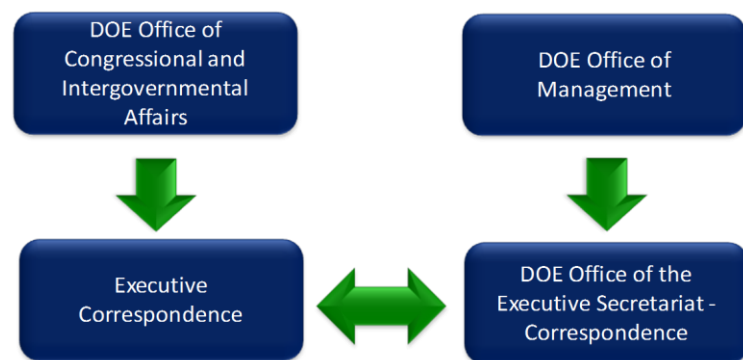 DOE Office of
Congressional and
Intergovernmental
Affairs
DOE Office of
Management
Executive
Correspondence
DOE Office of the
Executive Secretariat -
Correspondence